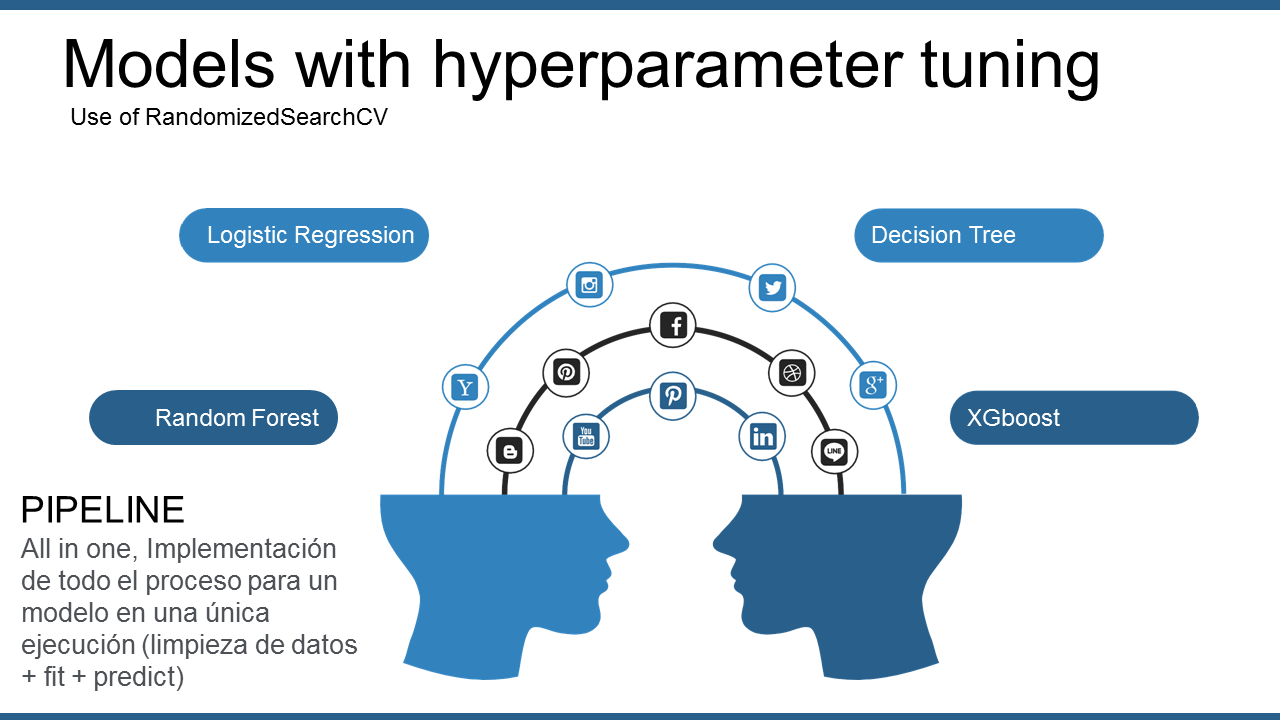 Models with hyperparameter tuning
Use of RandomizedSearchCV
Logistic Regression
Decision Tree
Random Forest
XGboost
Y
g+
You
Tube
in
LINE
PIPELINE
All in one, Implementación
de todo el proceso para un
modelo en una única
ejecución (limpieza de datos
+ fit + predict)